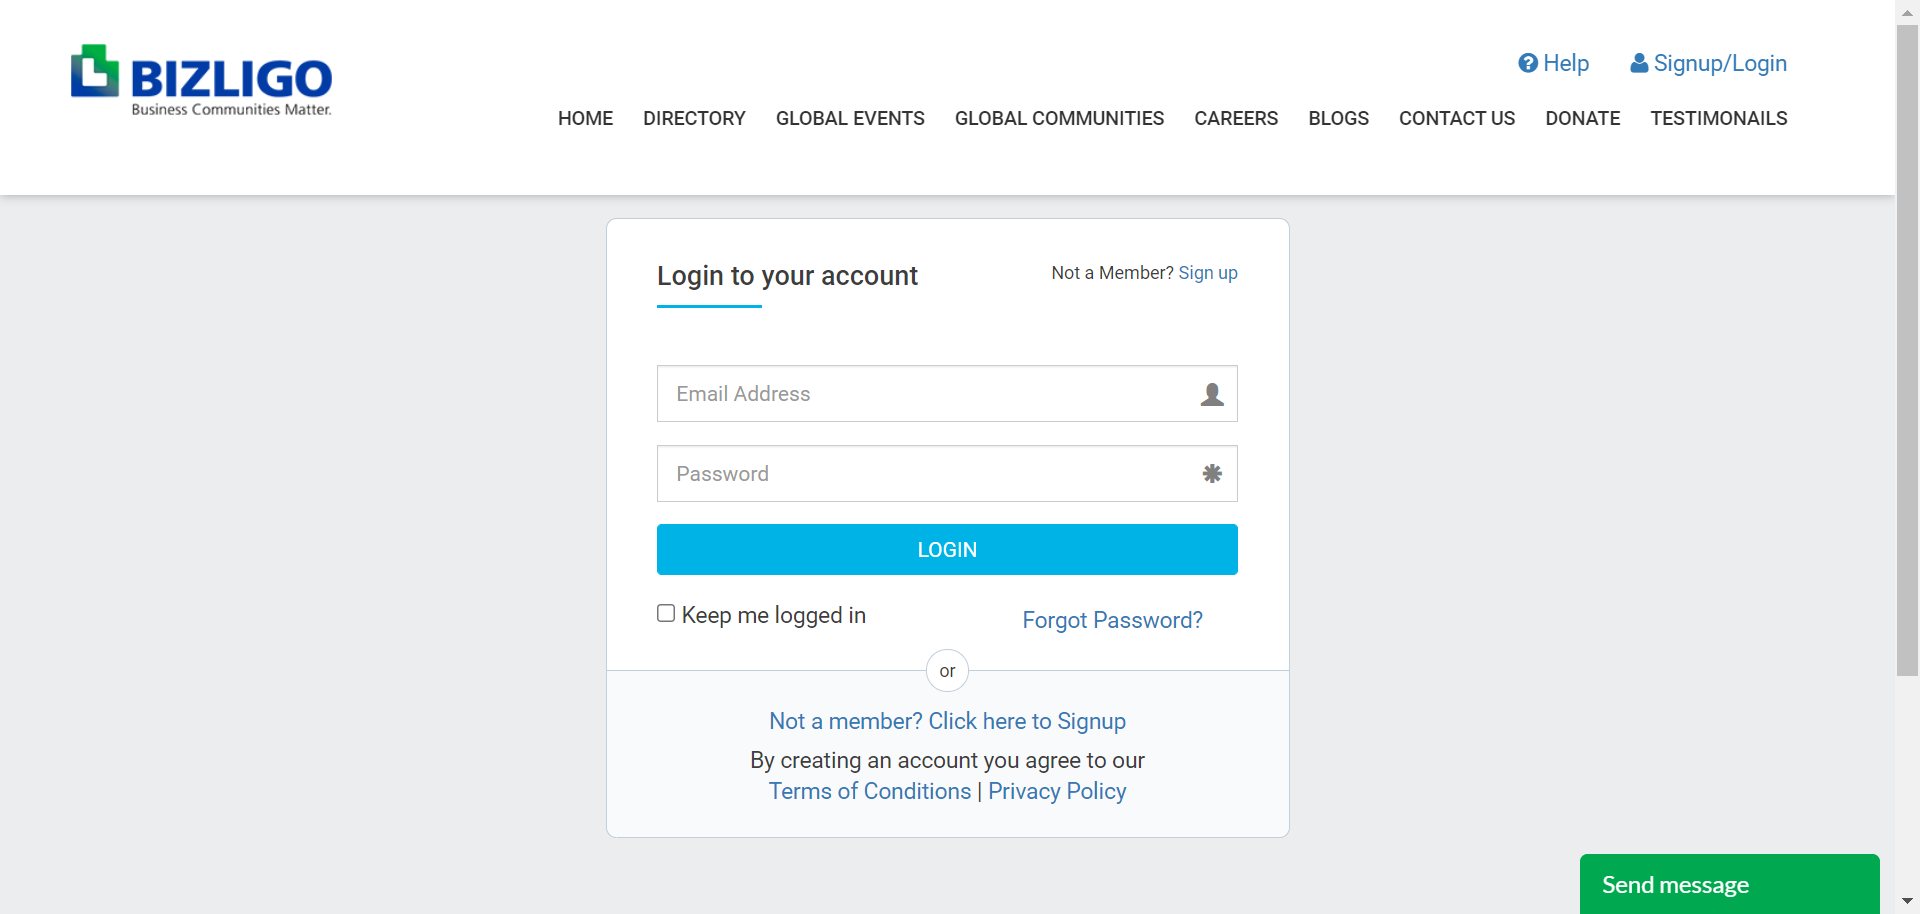 BIZLIGO
Business Communities Matter.
Help
Signup/Login
HOME DIRECTORY GLOBAL EVENTS GLOBAL COMMUNITIES CAREERS BLOGS CONTACT US DONATE TESTIMONAILS
Login to your account
Not a Member? Sign up
Email Address
Password
LOGIN
Keep me logged in
Forgot Password?
or
Not a member? Click here to Signup
By creating an account you agree to our
Terms of Conditions | Privacy Policy
Send message